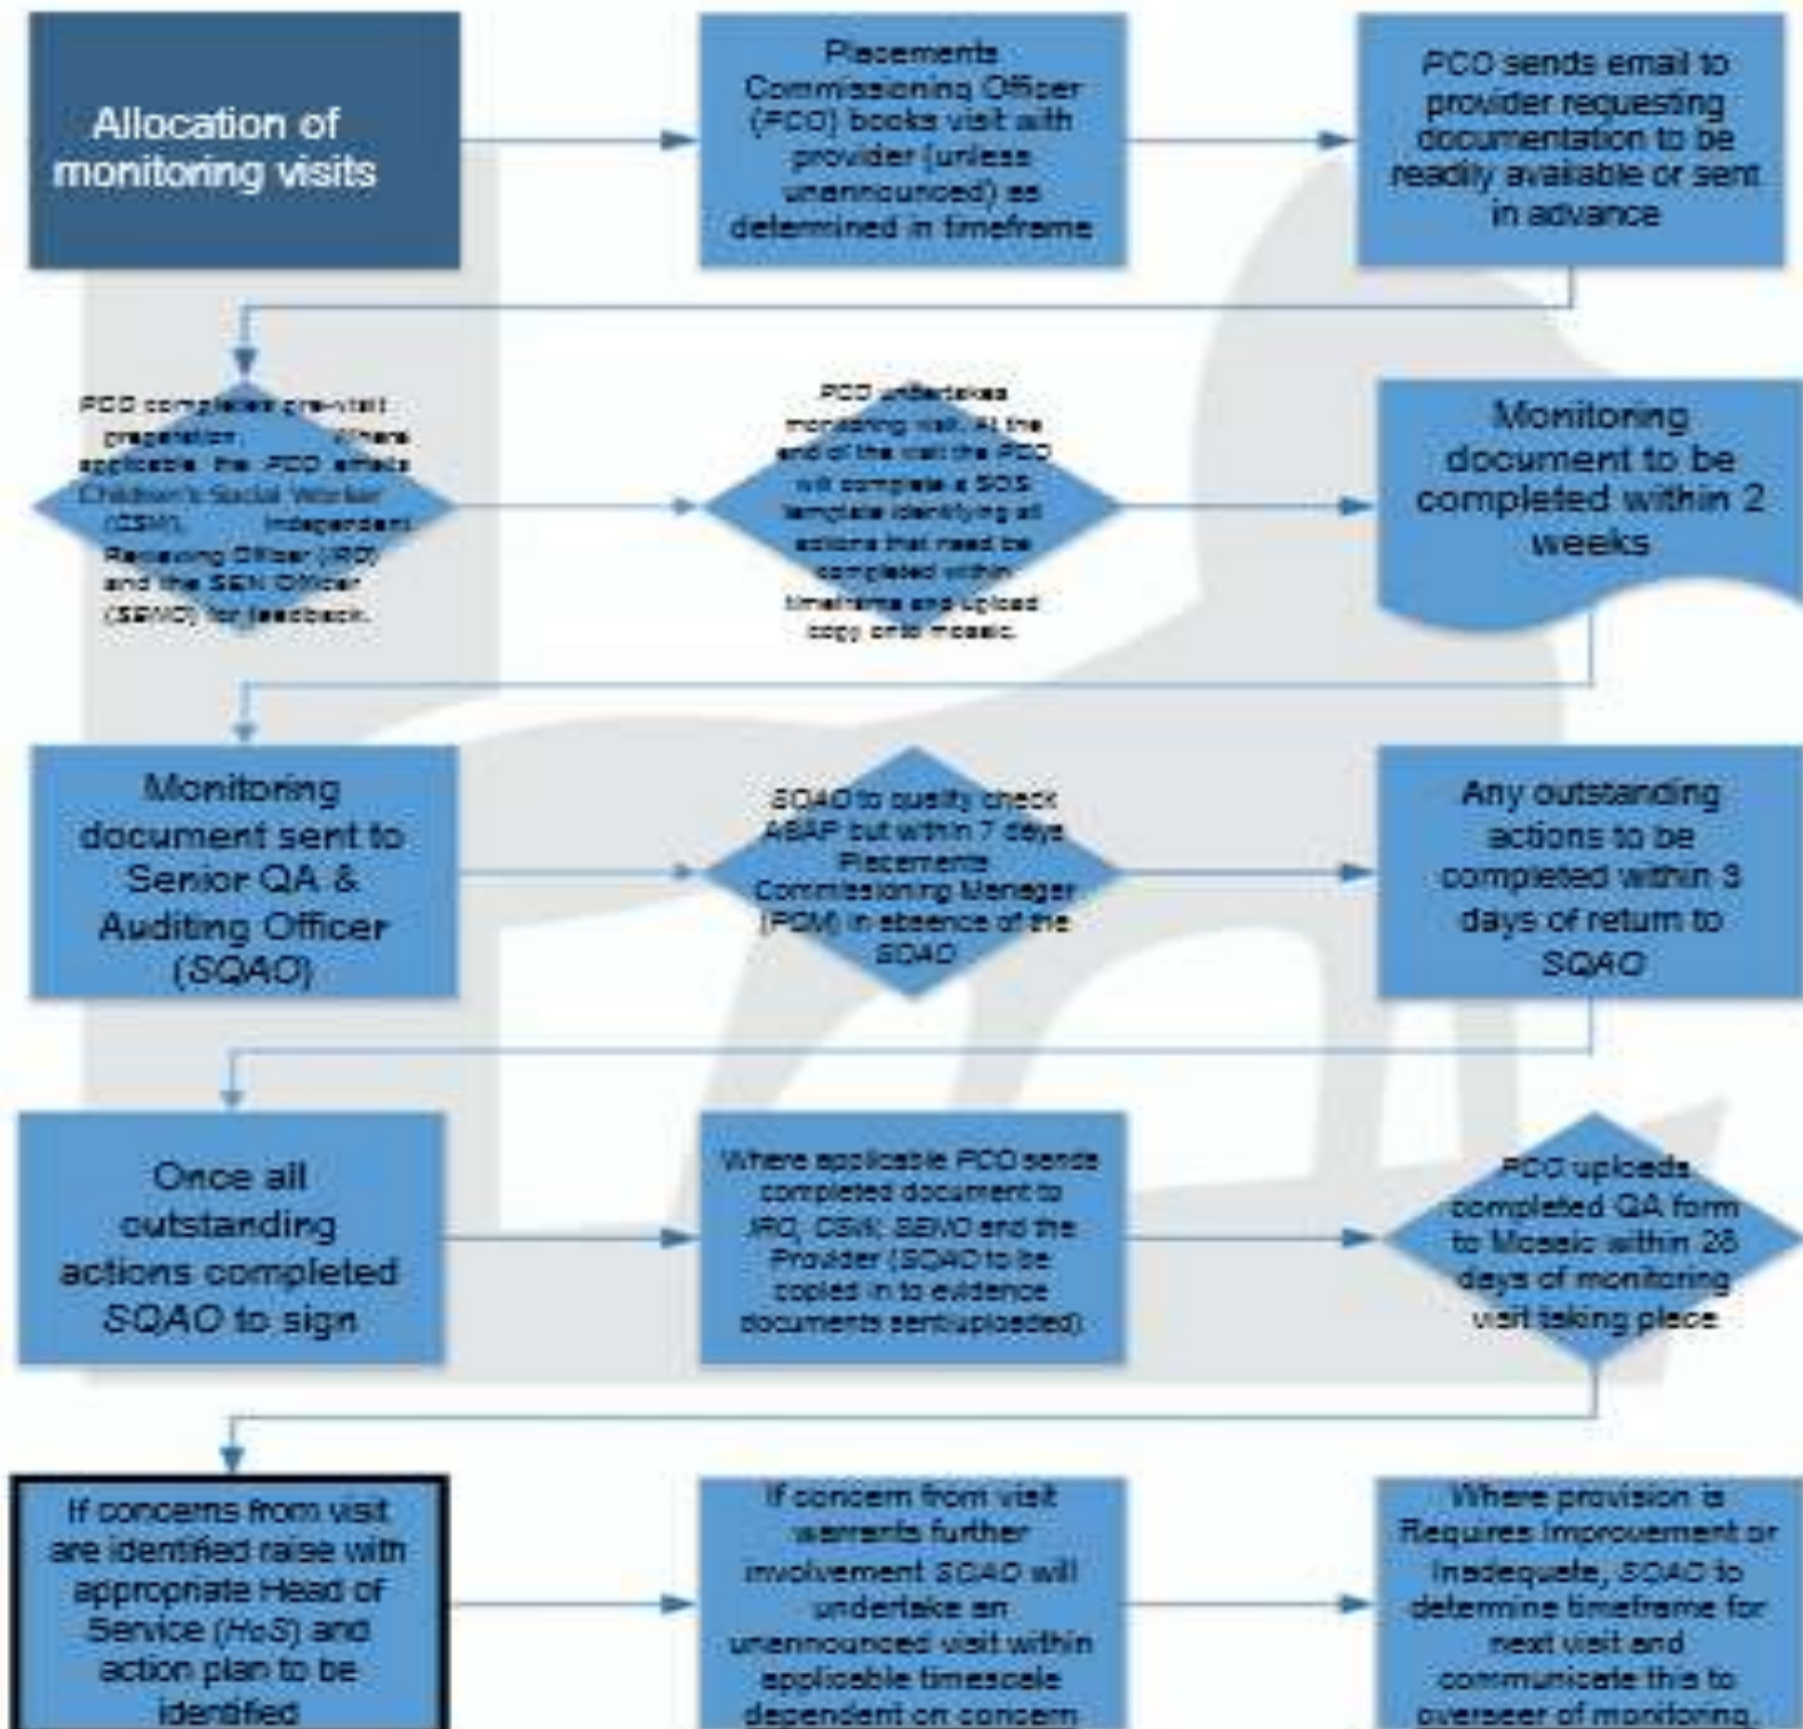 Allocation of
monitoring visits
Placements
Commissioning Officer
(PCO) books visit with
provider (unless
unannounced) as
determined in timeframe
PCO sends email to
provider requesting
documentation to be
readily available or sent
in advance
PCO completes pre-visit
preparation. Where
applicable the PCO emails
Children's Social Worker
(CSW), Independent
Reviewing Officer (IRO)
and the SEN Officer
(SENO) for feedback.
PCO undertakes
monitoring visit. At the
end of the visit the PCO
will complete a SOS
template identifying all
actions that need be
completed within
timeframe and upload
copy onto mosaic.
Monitoring
document to be
completed within 2
weeks
Monitoring
document sent to
Senior QA &
Auditing Officer
(SQAO)
SQAO to quality check
ASAP but within 7 days
Placements
Commissioning Manager
(PCM) in absence of the
SQAO
Any outstanding
actions to be
completed within 3
days of return to
SQAO
Once all
outstanding
actions completed
SQAO to sign
Where applicable PCO sends
completed document to
IRO, CSW, SENO and the
Provider (SQAO to be
copied in to evidence
documents sent/uploaded)
PCO uploads
completed QA form
to Mosaic within 28
days of monitoring
visit taking place
If concerns from visit
are identified raise with
appropriate Head of
Service (HoS) and
action plan to be
identified
If concern from visit
warrants further
involvement SQAO will
undertake an
unannounced visit within
applicable timescale
dependent on concern
Where provision is
Requires Improvement or
Inadequate, SQAO to
determine timeframe for
next visit and
communicate this to
overseer of monitoring.